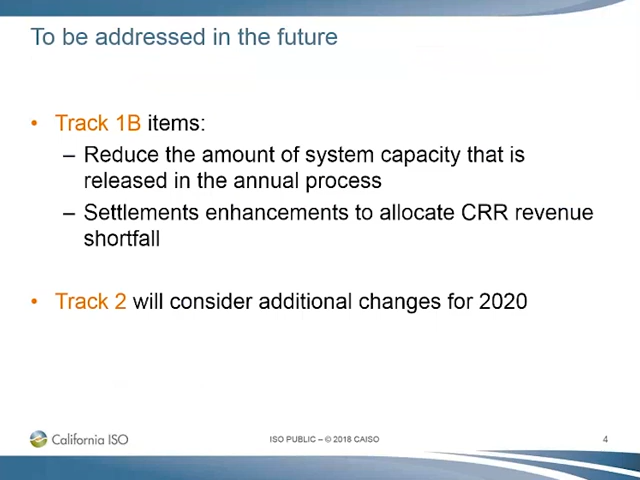 To be addressed in the future
• Track 1B items:
– Reduce the amount of system capacity that is
released in the annual process
– Settlements enhancements to allocate CRR revenue
shortfall
• Track 2 will consider additional changes for 2020
California ISO
ISO PUBLIC – © 2018 CAISO
4